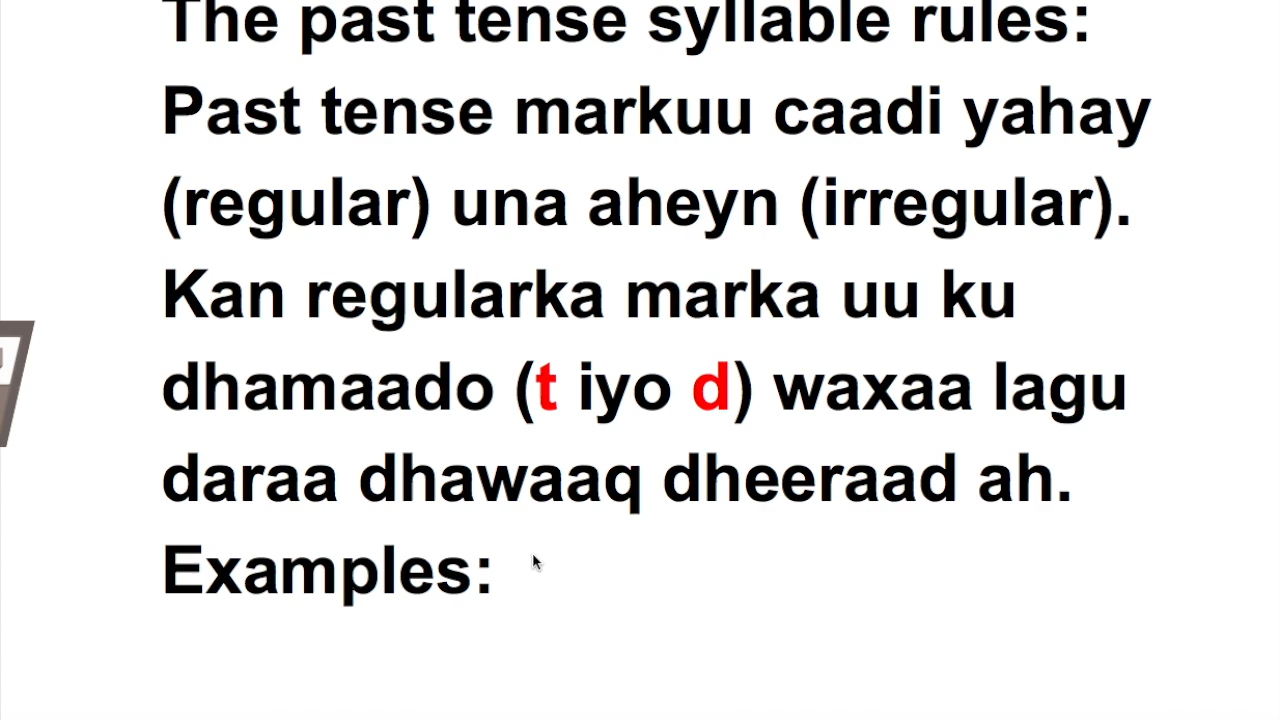 The past tense syllable rules:
Past tense markuu caadi yahay
(regular) una aheyn (irregular).
Kan regularka marka uu ku
dhamaado (t iyo d) waxaa lagu
daraa dhawaaq dheeraad ah.
Examples: